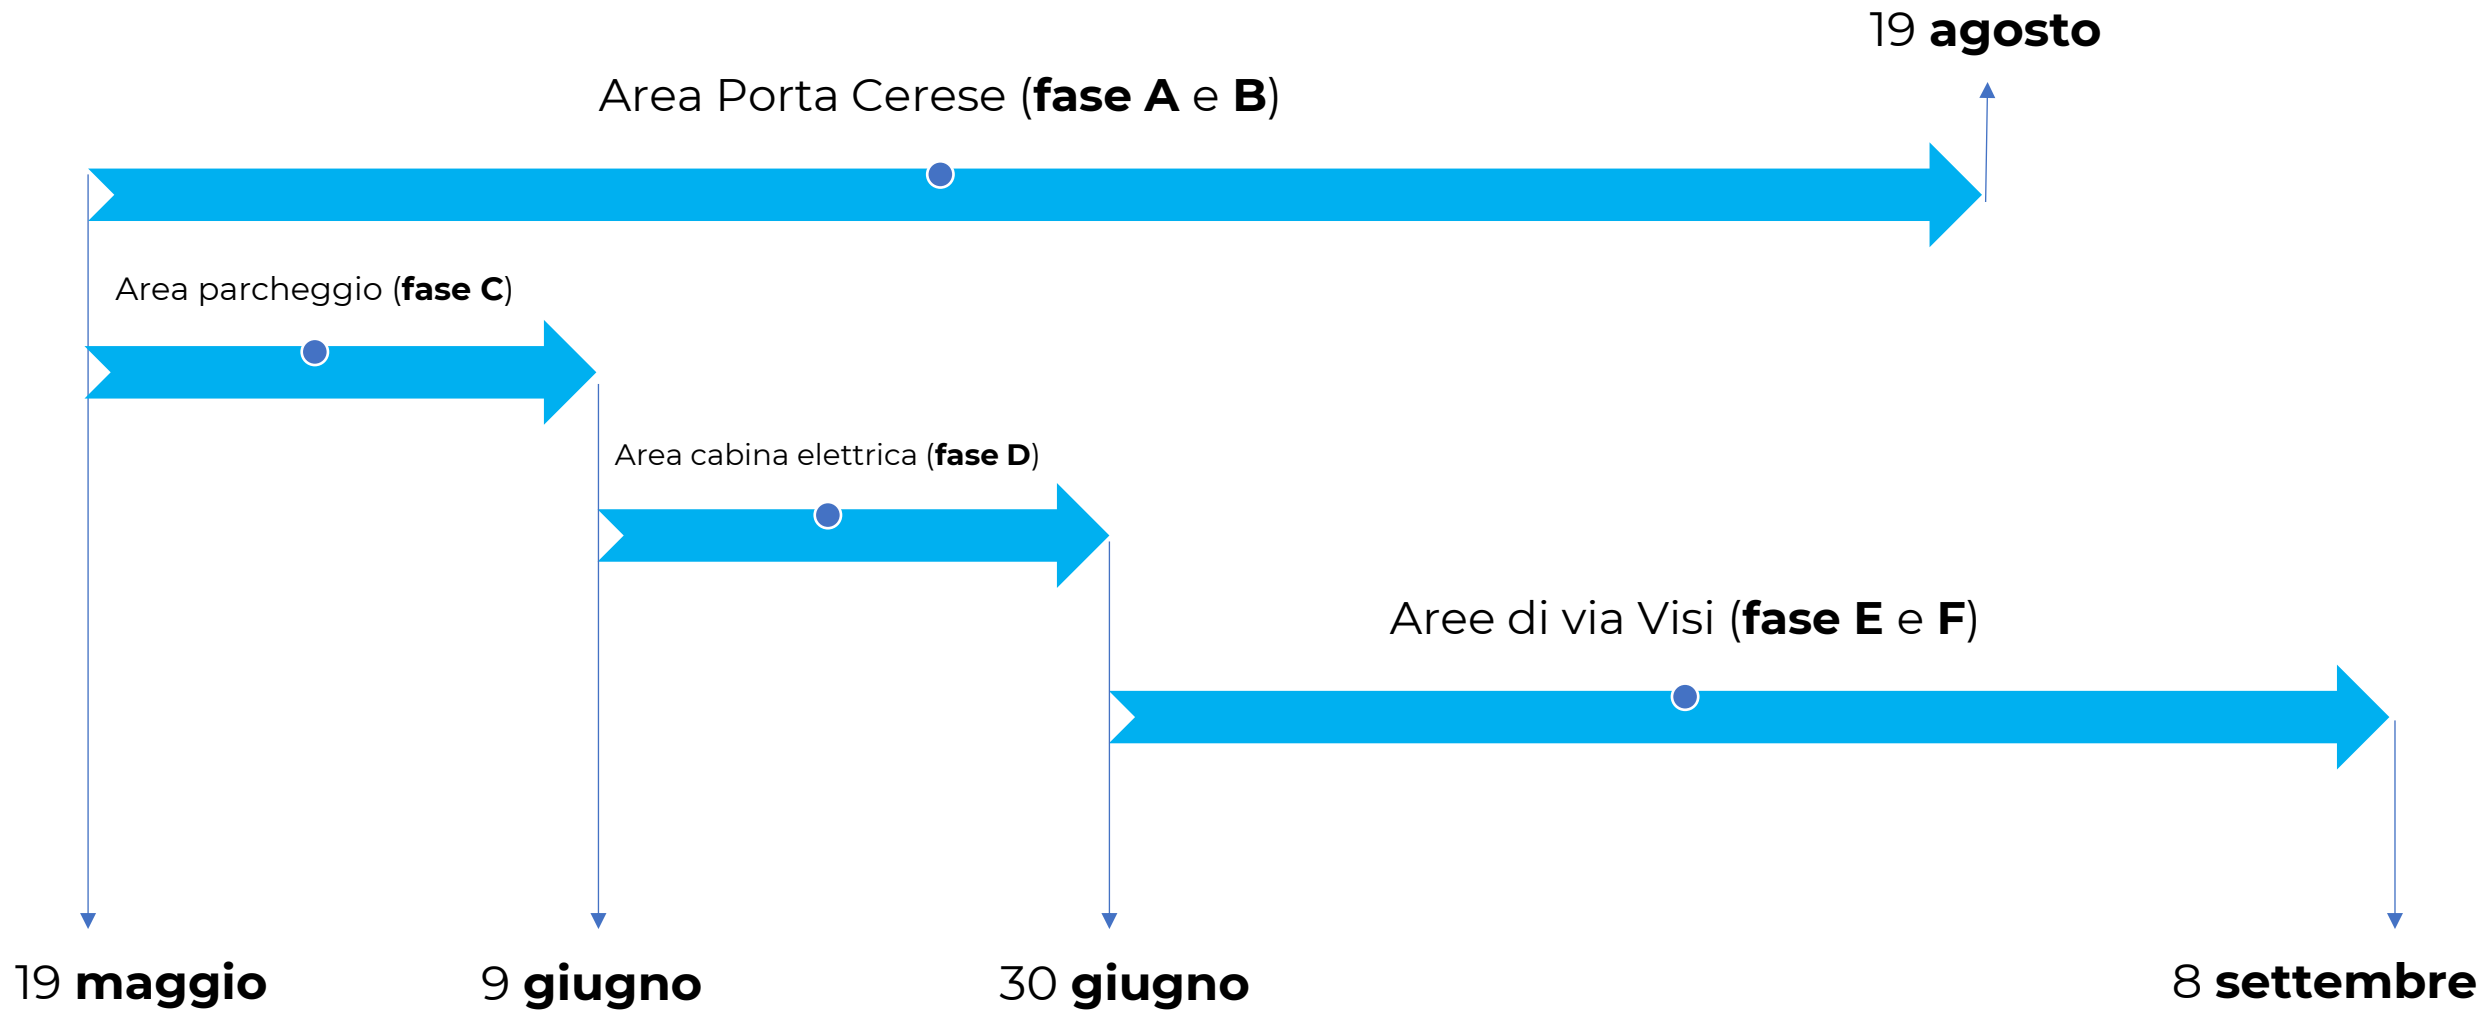 19 agosto
Area Porta Cerese (fase A e B)
Area parcheggio (fase C)
Area cabina elettrica (fase D)
Aree di via Visi (fase E e F)
19 maggio
9 giugno
30 giugno
8 settembre